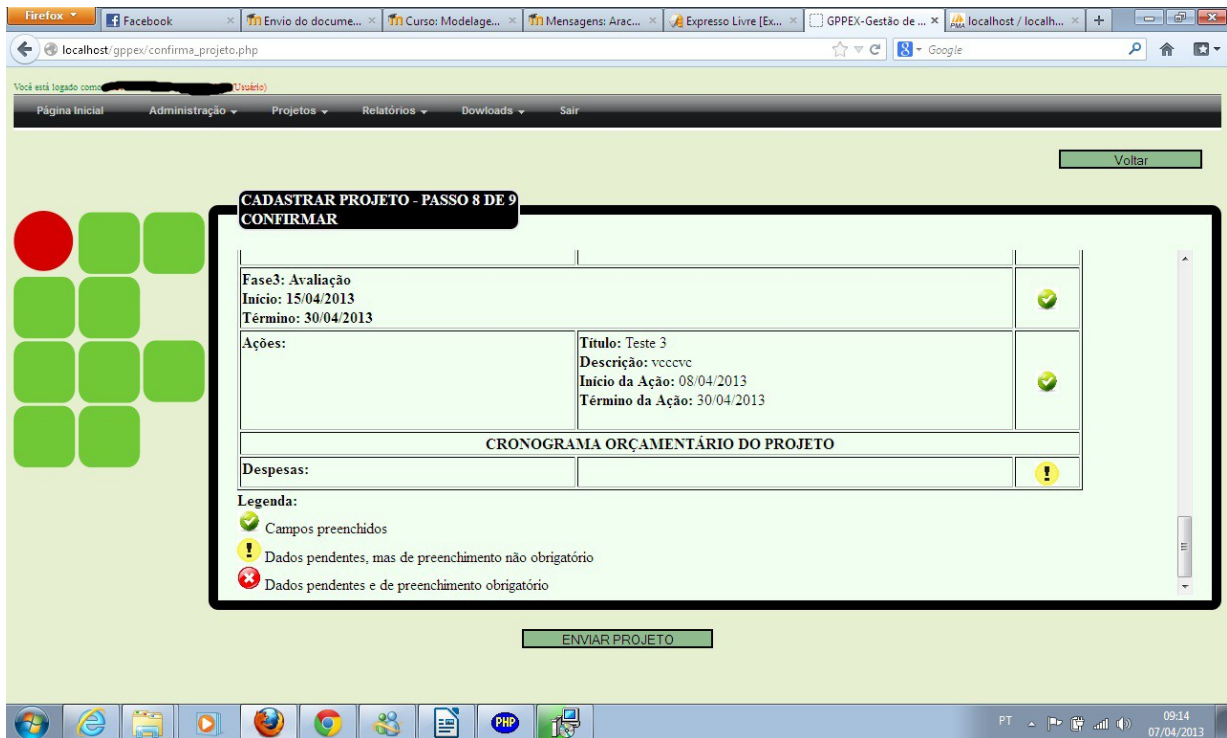 Firefox
Facebook
Envio do docume...
Curso: Modelage...
Mensagens: Arac...
Expresso Livre [Ex...
GPPEX-Gestão de ...
localhost / localh...
localhost/gppex/confirma_projeto.php
Google
Você está logado como
(Usuário)
Página Inicial
Administração
Projetos
Relatórios
Dowloads
Sair
Voltar
CADASTRAR PROJETO - PASSO 8 DE 9
CONFIRMAR
Fase3: Avaliação
Início: 15/04/2013
Término: 30/04/2013
Ações:
Título: Teste 3
Descrição: vcccvc
Início da Ação: 08/04/2013
Término da Ação: 30/04/2013
CRONOGRAMA ORÇAMENTÁRIO DO PROJETO
Despesas:
Legenda:
Campos preenchidos
Dados pendentes, mas de preenchimento não obrigatório
Dados pendentes e de preenchimento obrigatório
ENVIAR PROJETO
PHP
PT
09:14
07/04/2013